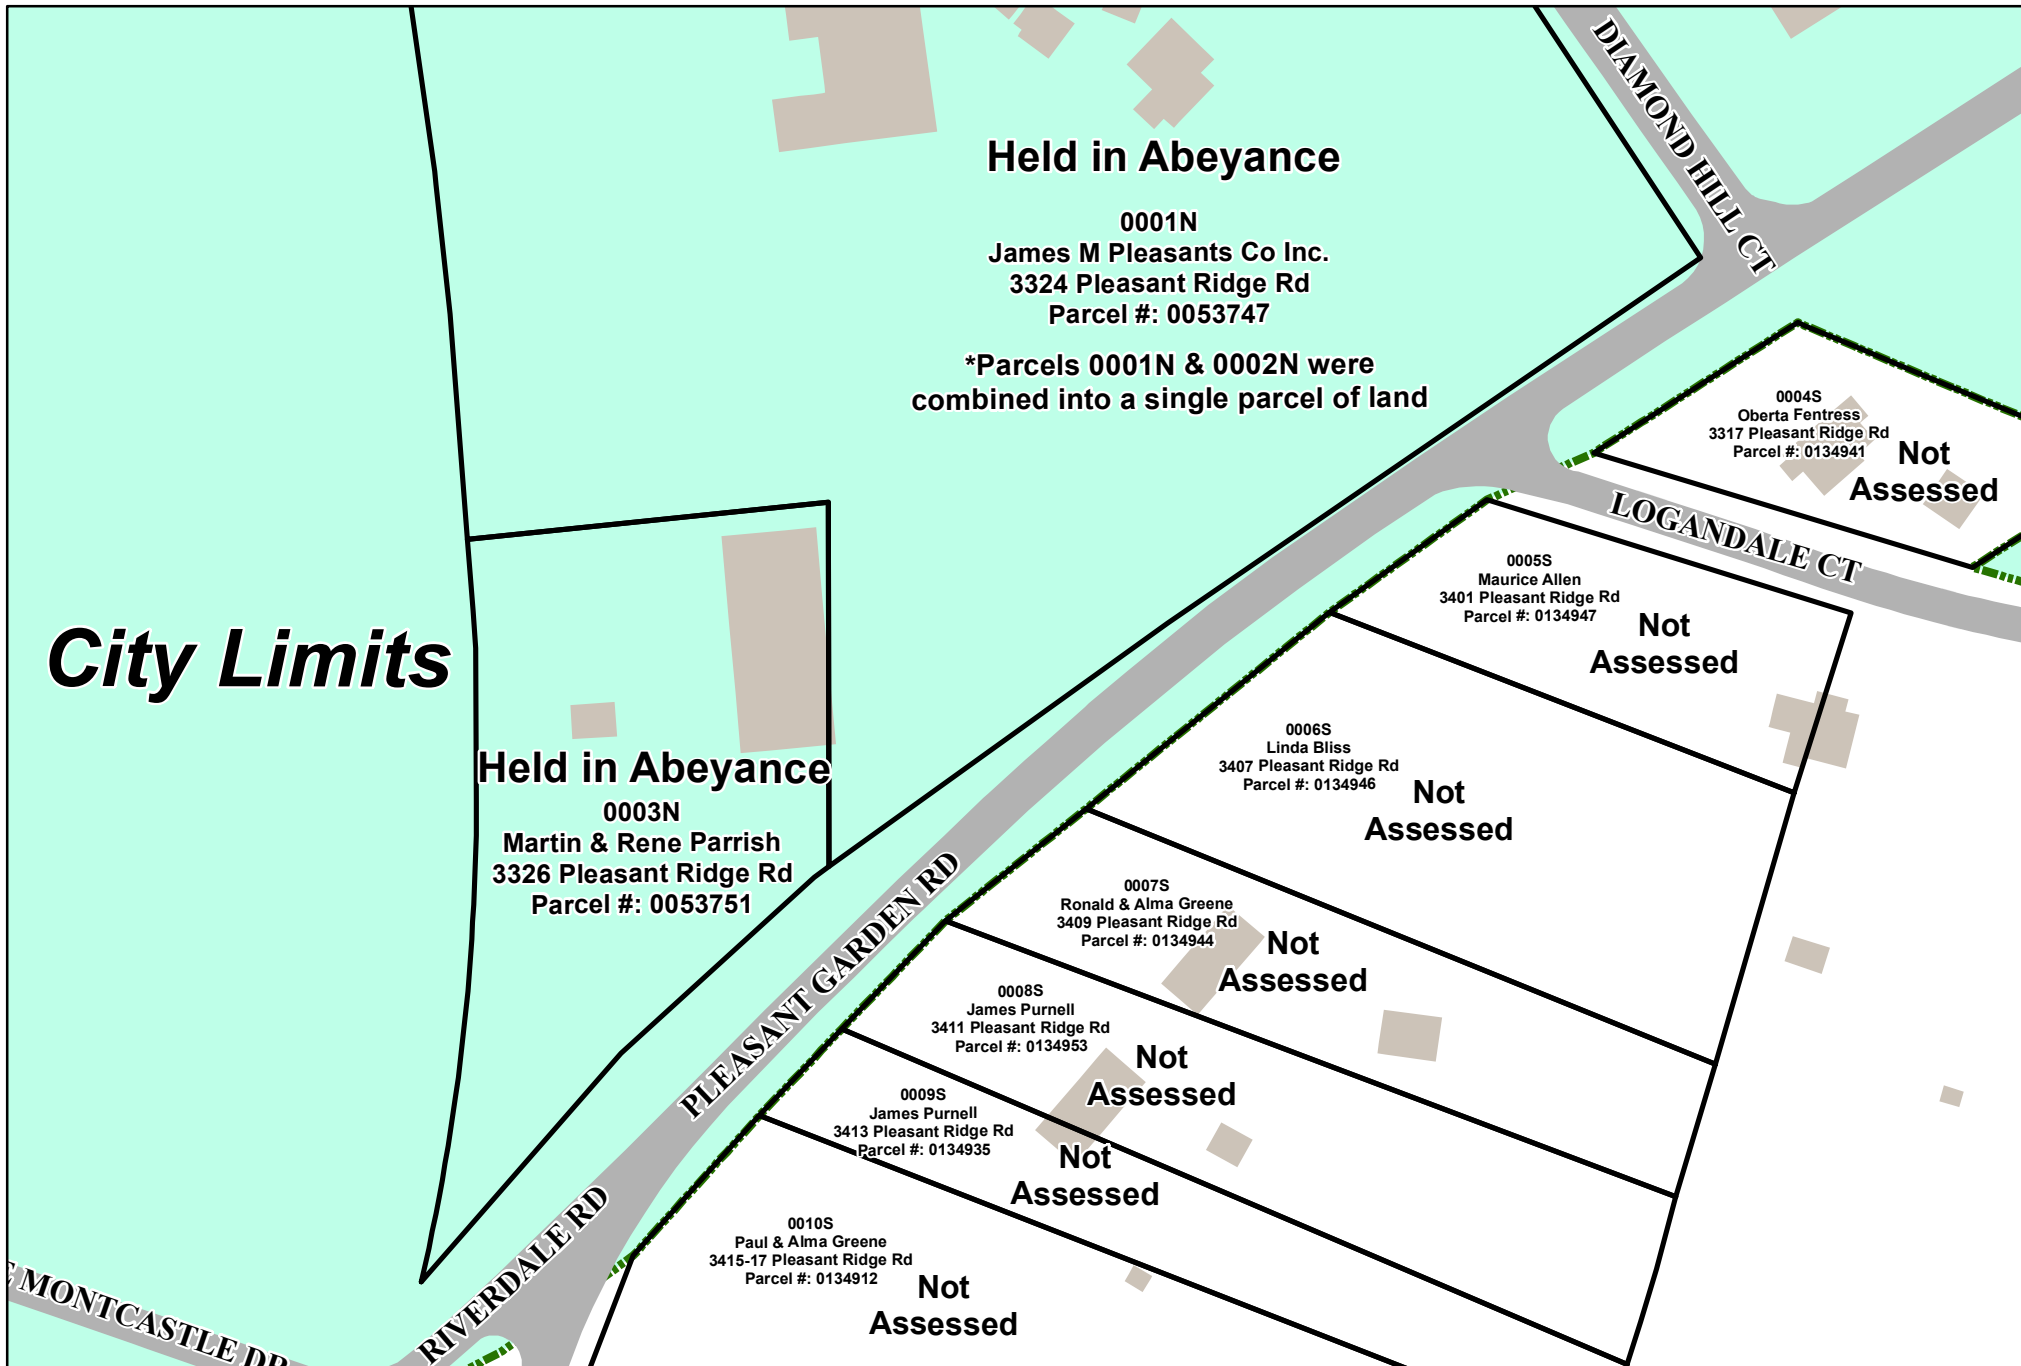 DIAMOND HILL CT
Held in Abeyance
0001N
James M Pleasants Co Inc.
3324 Pleasant Ridge Rd
Parcel #: 0053747
*Parcels 0001N & 0002N were
combined into a single parcel of land
0004S
Oberta Fentress
3317 Pleasant Ridge Rd
Parcel #: 0134941
Not
Assessed
LOGANDALE CT
0005S
Maurice Allen
3401 Pleasant Ridge Rd
Parcel #: 0134947
Not
Assessed
City Limits
0006S
Linda Bliss
3407 Pleasant Ridge Rd
Parcel #: 0134946
Not
Assessed
Held in Abeyance
0003N
Martin & Rene Parrish
3326 Pleasant Ridge Rd
Parcel #: 0053751
PLEASANT GARDEN RD
0007S
Ronald & Alma Greene
3409 Pleasant Ridge Rd
Parcel #: 0134944
Not
Assessed
0008S
James Purnell
3411 Pleasant Ridge Rd
Parcel #: 0134953
Not
Assessed
0009S
James Purnell
3413 Pleasant Ridge Rd
Parcel #: 0134935
Not
Assessed
0010S
Paul & Alma Greene
3415-17 Pleasant Ridge Rd
Parcel #: 0134912
Not
Assessed
RIVERDALE RD
E MONTCASTLE DR